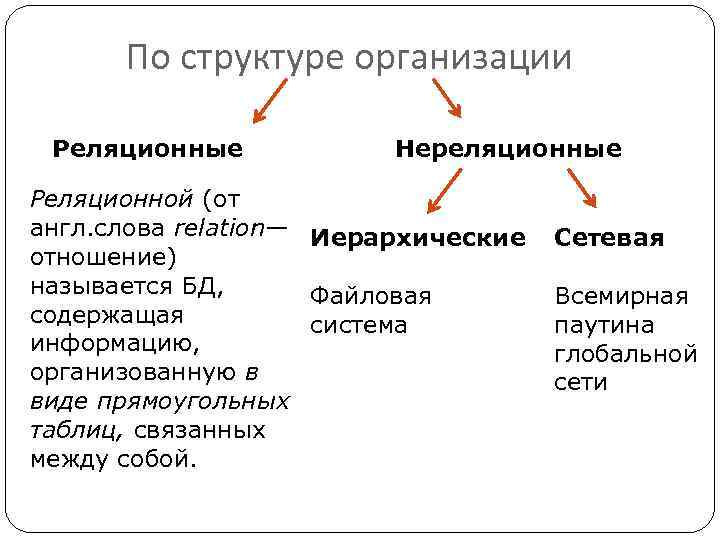 По структуре организации
Реляционные
Нереляционные
Реляционной (от
англ.слова relation—
отношение)
называется БД,
содержащая
информацию,
организованную в
виде прямоугольных
таблиц, связанных
между собой.
Иерархические
Файловая
система
Сетевая
Всемирная
паутина
глобальной
сети